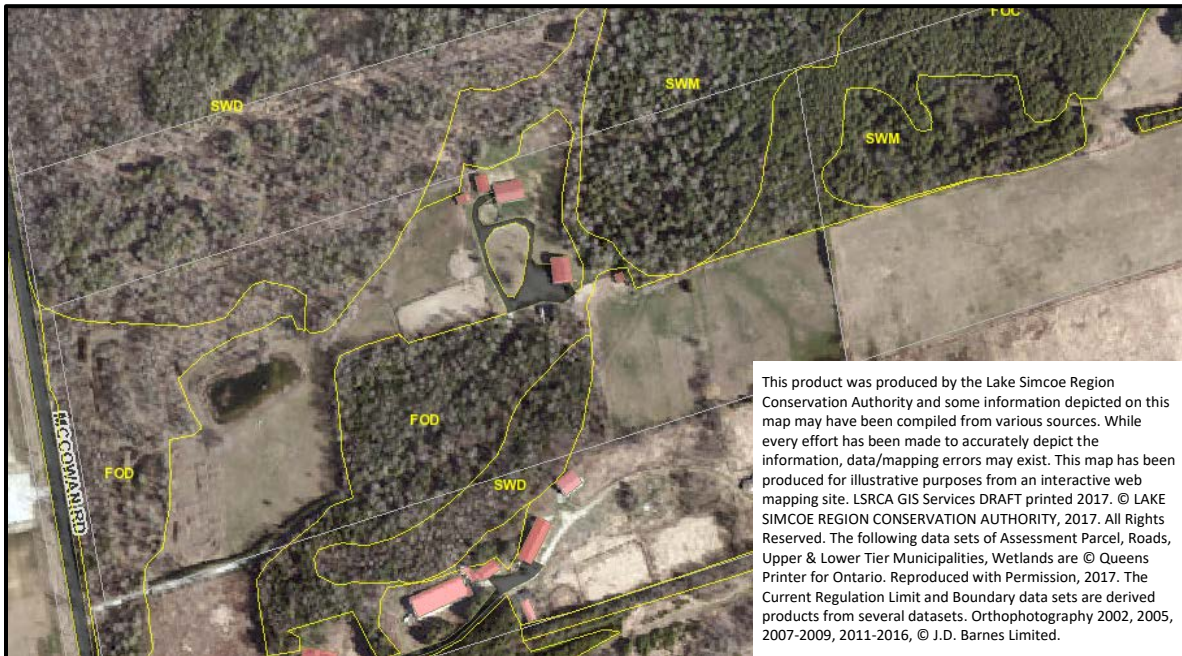 FOC
SWM
SWD
SWM
FOD
FOD
SWD
MCCOWAN RD
This product was produced by the Lake Simcoe Region
Conservation Authority and some information depicted on this
map may have been compiled from various sources. While
every effort has been made to accurately depict the
information, data/mapping errors may exist. This map has been
produced for illustrative purposes from an interactive web
mapping site. LSRCA GIS Services DRAFT printed 2017. © LAKE
SIMCOE REGION CONSERVATION AUTHORITY, 2017. All Rights
Reserved. The following data sets of Assessment Parcel, Roads,
Upper & Lower Tier Municipalities, Wetlands are © Queens
Printer for Ontario. Reproduced with Permission, 2017. The
Current Regulation Limit and Boundary data sets are derived
products from several datasets. Orthophotography 2002, 2005,
2007-2009, 2011-2016, © J.D. Barnes Limited.